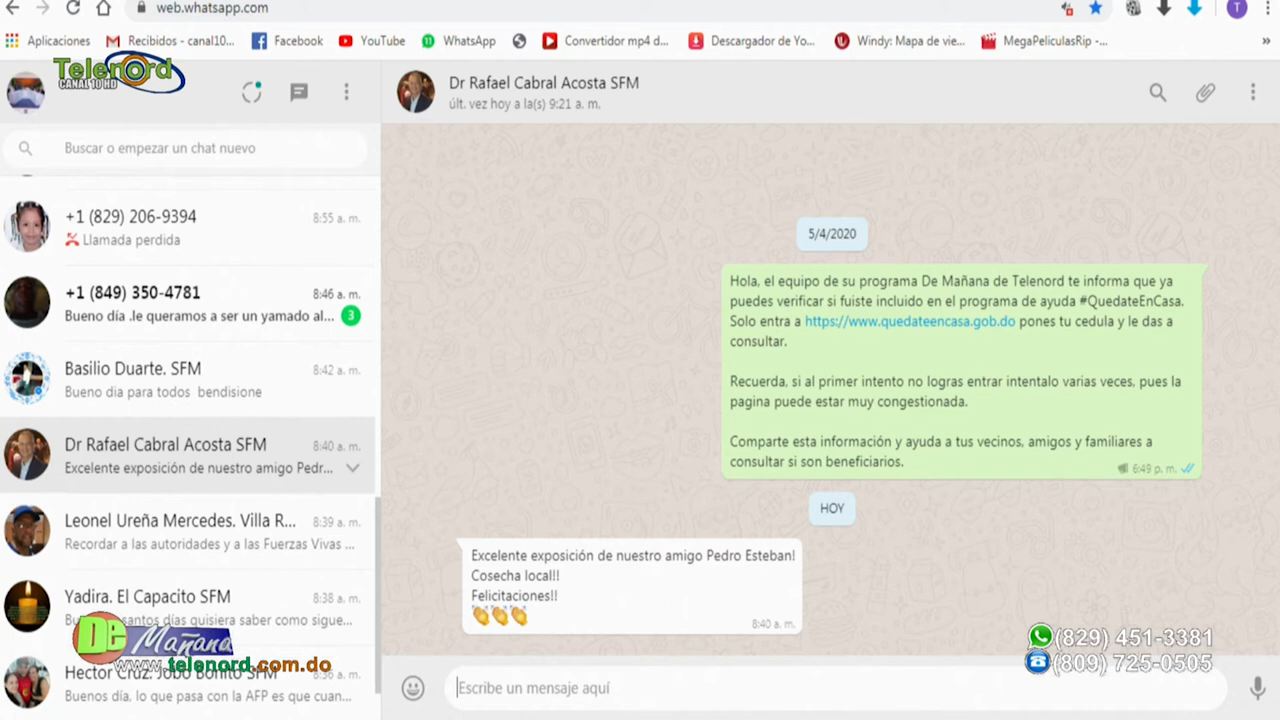 web.whatsapp.com
T
Aplicaciones
Recibidos - canal10...
Facebook
YouTube
WhatsApp
Convertidor mp4 d...
Descargador de Yo...
Windy: Mapa de vie...
MegaPeliculasRip -...
Telenord
CANAL 10 HD
Dr Rafael Cabral Acosta SFM
últ. vez hoy a la(s) 9:21 a. m.
Buscar o empezar un chat nuevo
+1 (829) 206-9394
8:55 a. m.
Llamada perdida
+1 (849) 350-4781
8:46 a. m.
Bueno día .le queramos a ser un yamado al...
3
Basilio Duarte. SFM
8:42 a. m.
Bueno dia para todos bendisione
Dr Rafael Cabral Acosta SFM
8:40 a. m.
Excelente exposición de nuestro amigo Pedr...
Leonel Ureña Mercedes. Villa R...
8:39 a. m.
Recordar a las autoridades y a las Fuerzas Vivas ...
Yadira. El Capacito SFM
8:38 a. m.
santos días quisiera saber como sigue...
Hector Cruz. Jobo Bonito SFM
8:36 a. m.
Buenos día, lo que pasa con la AFP es que cuan...
De Mañana
www.telenord.com.do
5/4/2020
Hola, el equipo de su programa De Mañana de Telenord te informa que ya
puedes verificar si fuiste incluido en el programa de ayuda #QuedateEnCasa.
Solo entra a https://www.quedateencasa.gob.do pones tu cedula y le das a
consultar.
Recuerda, si al primer intento no logras entrar intentalo varias veces, pues la
pagina puede estar muy congestionada.
Comparte esta información y ayuda a tus vecinos, amigos y familiares a
consultar si son beneficiarios.
6:49 p. m.
HOY
Excelente exposición de nuestro amigo Pedro Esteban!
Cosecha local!!
Felicitaciones!!
👏👏👏
8:40 a. m.
(829) 451-3381
(809) 725-0505
Escribe un mensaje aquí